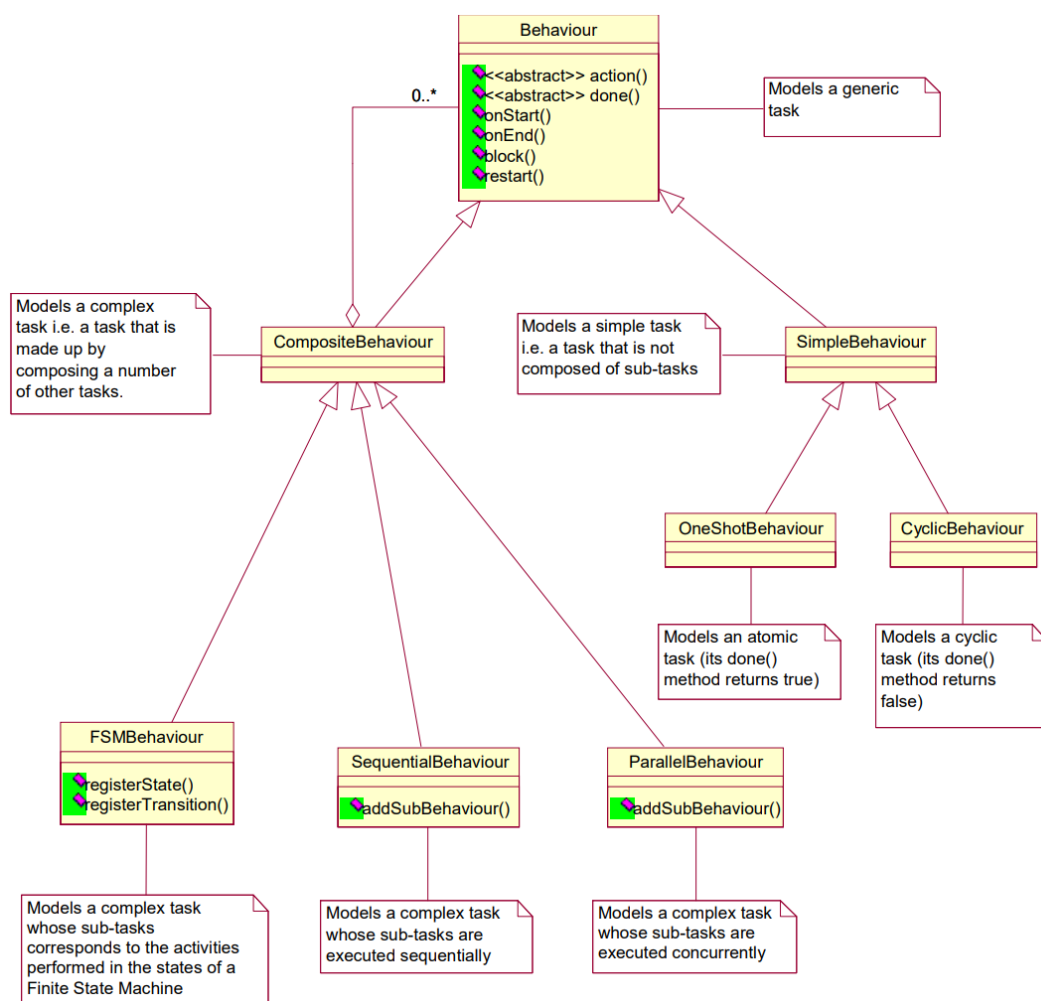 Behaviour
<<abstract>> action()
<<abstract>> done()
onStart()
onEnd()
block()
restart()
0..*
Models a generic
task
Models a complex
task i.e. a task that is
made up by
composing a number
of other tasks.
CompositeBehaviour
Models a simple task
i.e. a task that is not
composed of sub-tasks
SimpleBehaviour
OneShotBehaviour
CyclicBehaviour
Models an atomic
task (its done()
method returns true)
Models a cyclic
task (its done()
method returns
false)
FSMBehaviour
registerState()
registerTransition()
SequentialBehaviour
addSubBehaviour()
ParallelBehaviour
addSubBehaviour()
Models a complex task
whose sub-tasks
corresponds to the activities
performed in the states of a
Finite State Machine
Models a complex task
whose sub-tasks are
executed sequentially
Models a complex task
whose sub-tasks are
executed concurrently